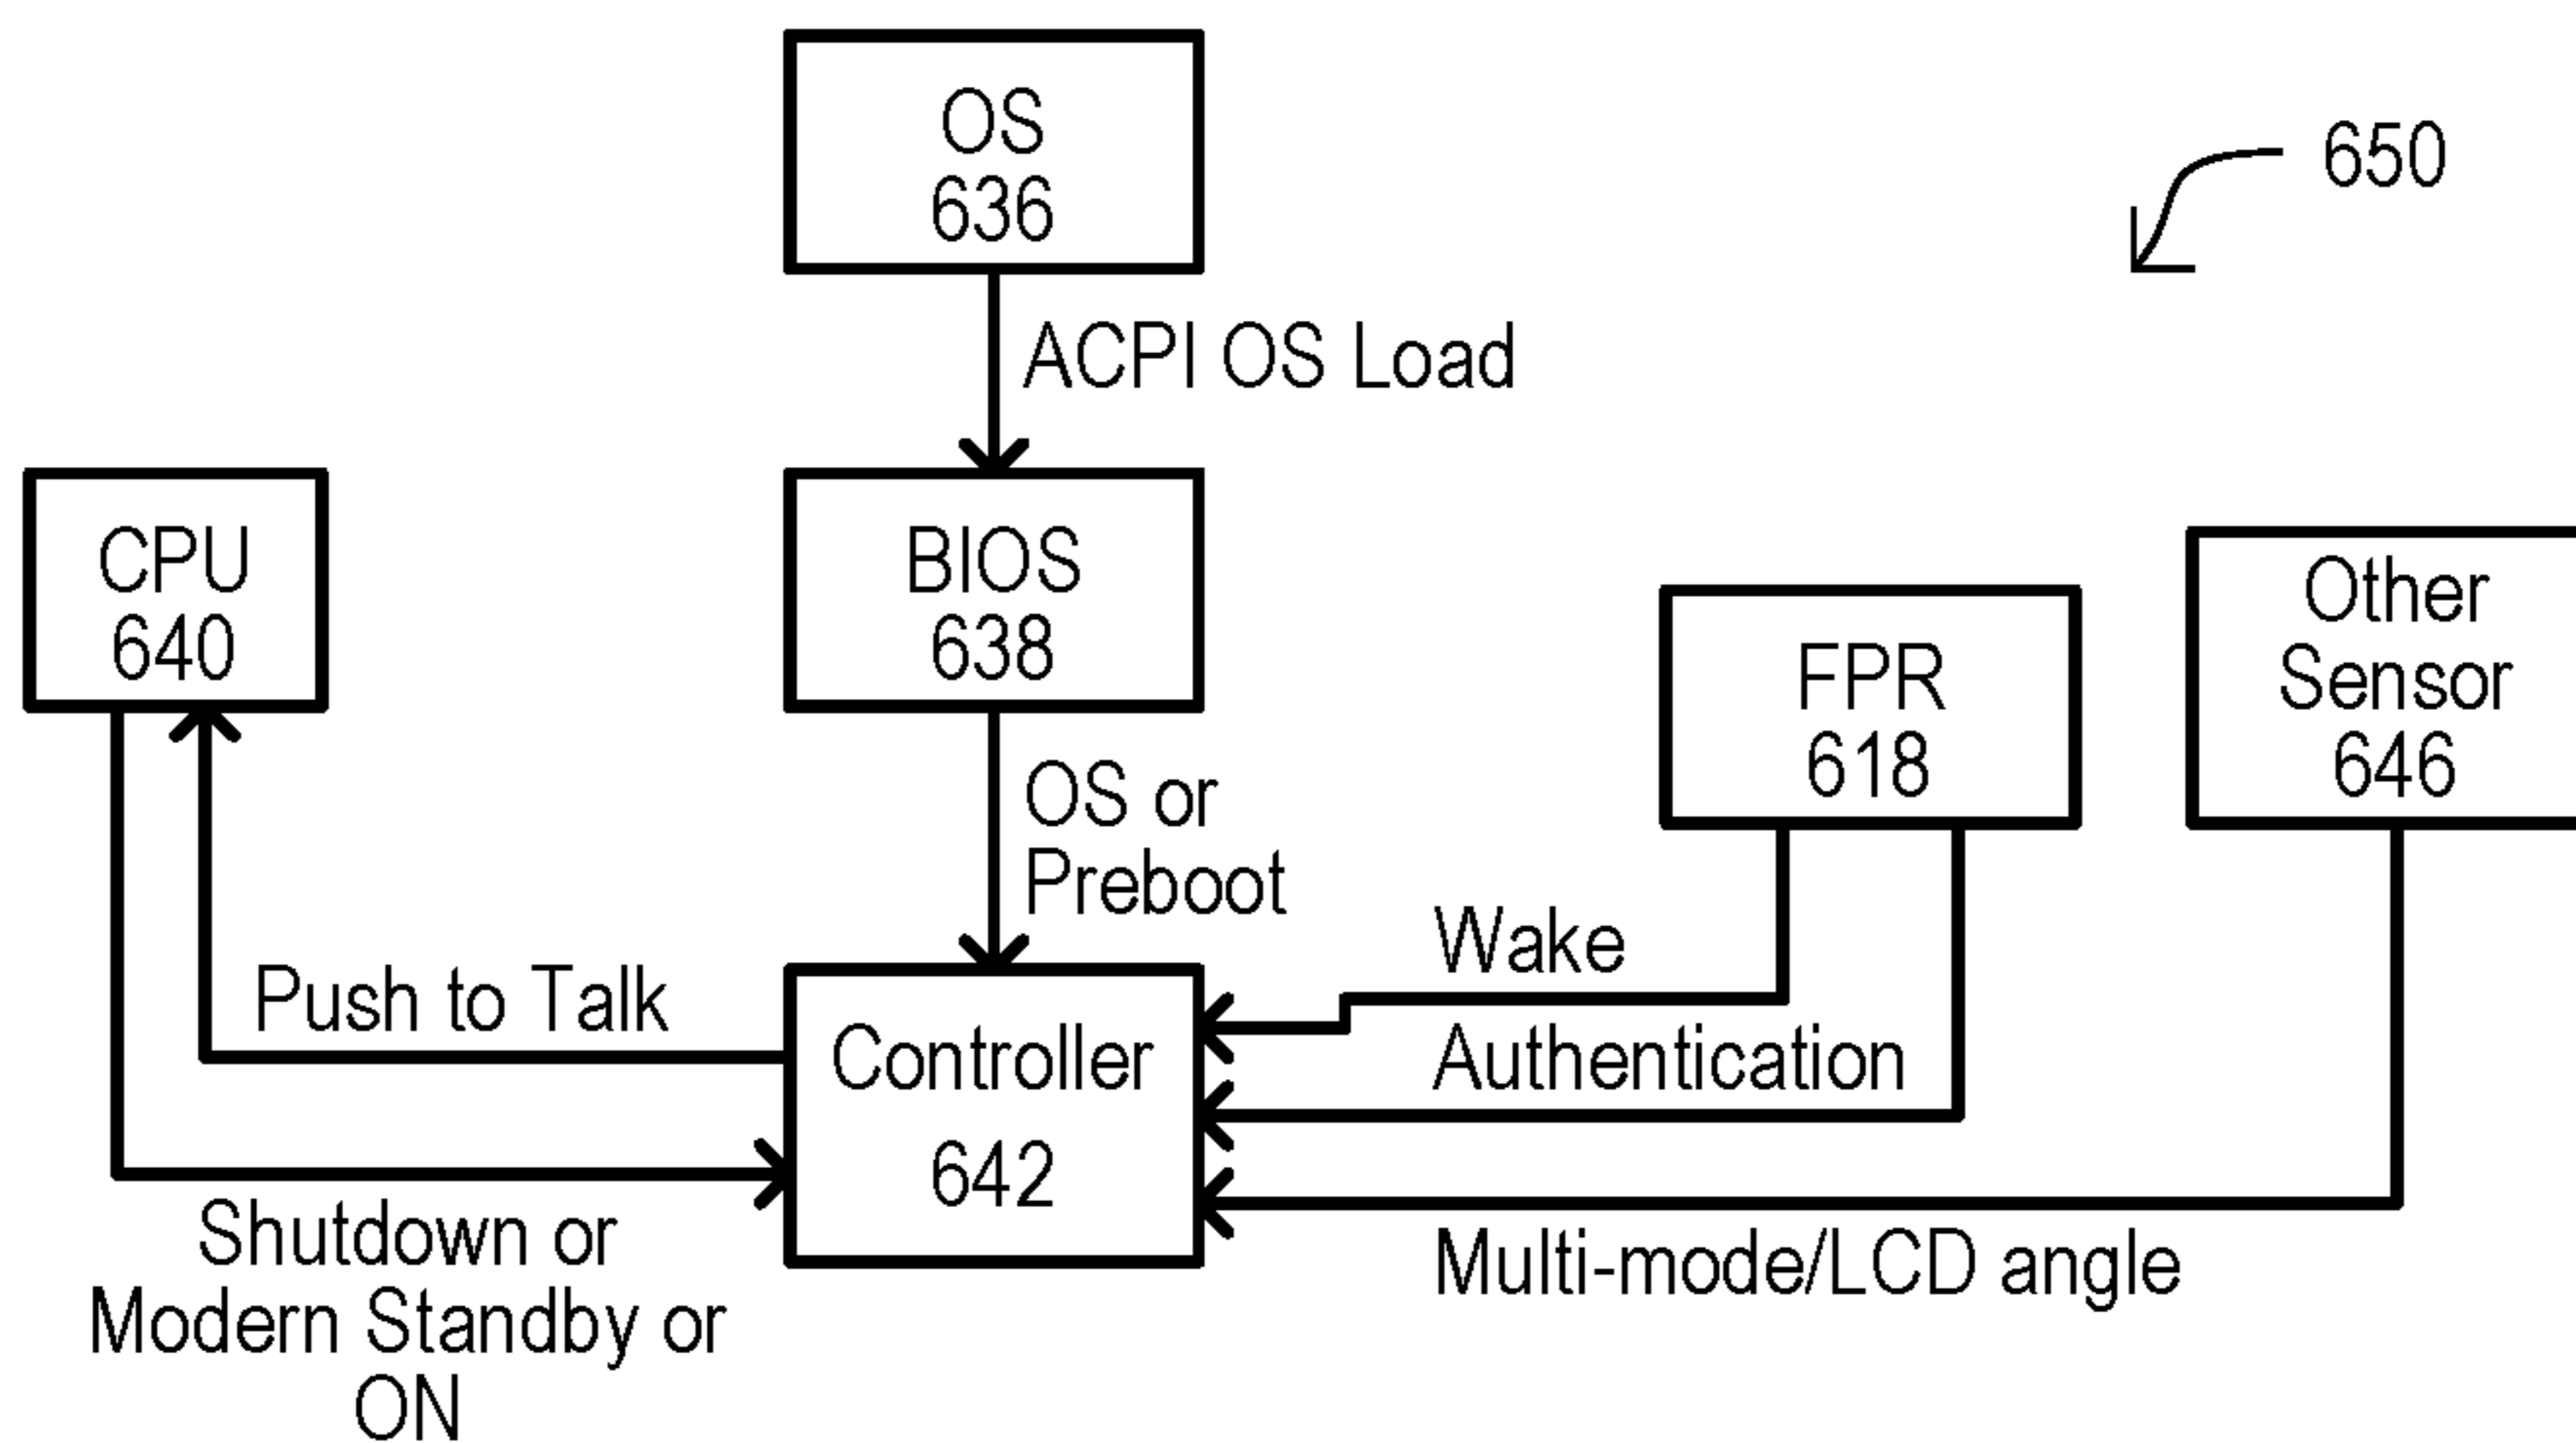 OS
636
650
ACPI OS Load
CPU
640
BIOS
638
FPR
618
Other
Sensor
646
OS or
Preboot
Wake
Push to Talk
Controller
642
Authentication
Shutdown or
Modern Standby or
ON
Multi-mode/LCD angle